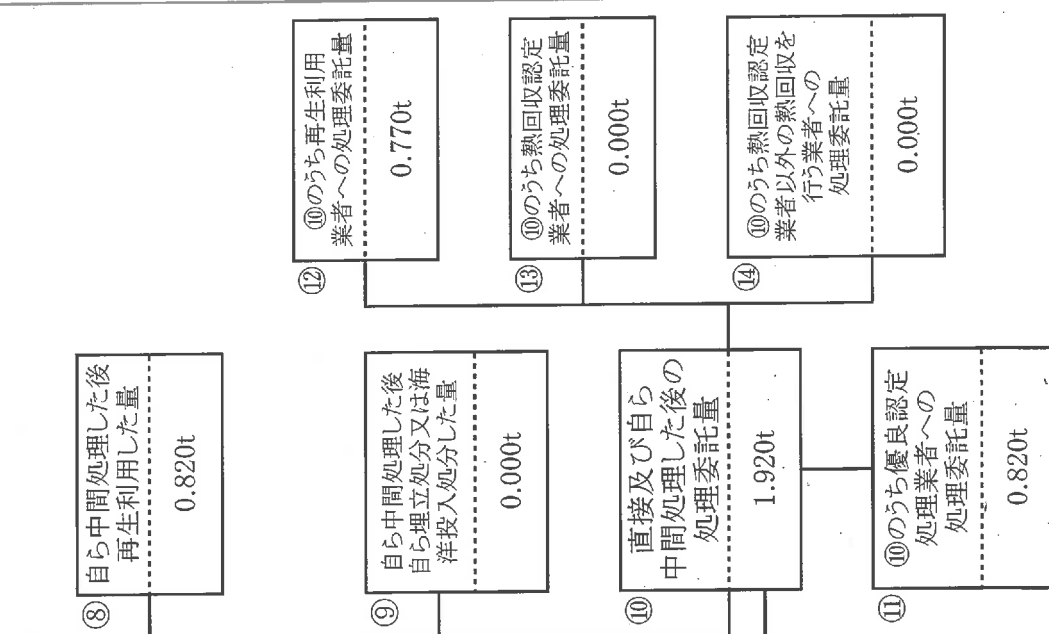 ⑧
自ら中間処理した後
再生利用した量
0.820t
⑨
自ら中間処理した後
自ら埋立処分又は海
洋投入処分した量
0.000t
⑩
直接及び自ら
中間処理した後の
処理委託量
1.920t
⑪
⑩のうち優良認定
処理業者への
処理委託量
0.820t
⑫
⑩のうち再生利用
業者への処理委託量
0.770t
⑬
⑩のうち熱回収認定
業者への処理委託量
0.000t
⑭
⑩のうち熱回収認定
業者以外の熱回収を
行う業者への
処理委託量
0.000t